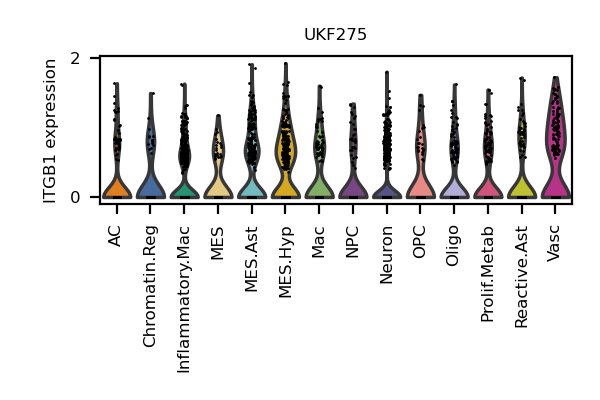 UKF275
ITGB1 expression
2
0
AC
Chromatin.Reg
Inflammatory.Mac
MES
MES.Ast
MES.Hyp
Mac
NPC
Neuron
OPC
Oligo
Prolif.Metab
Reactive.Ast
Vasc